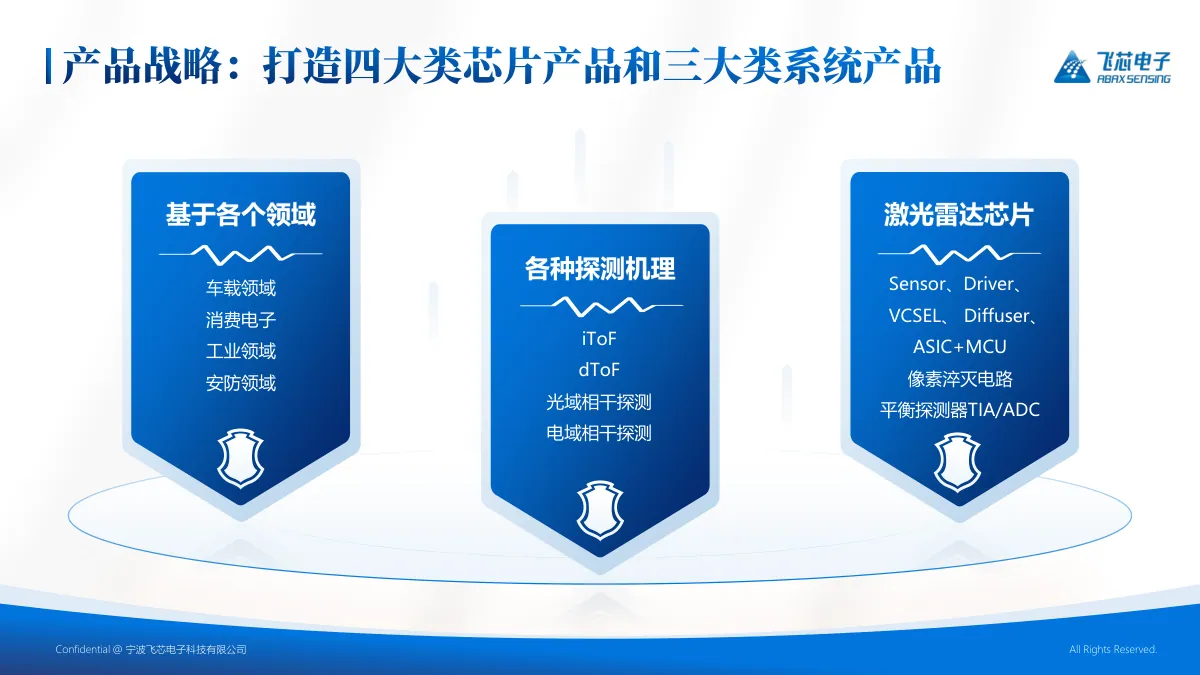 产品战略：打造四大类芯片产品和三大类系统产品
飞芯电子
ABAX SENSING
基于各个领域
车载领域
消费电子
工业领域
安防领域
各种探测机理
iToF
dToF
光域相干探测
电域相干探测
激光雷达芯片
Sensor、Driver、
VCSEL、 Diffuser、
ASIC+MCU
像素淬灭电路
平衡探测器TIA/ADC
Confidential @ 宁波飞芯电子科技有限公司
All Rights Reserved.